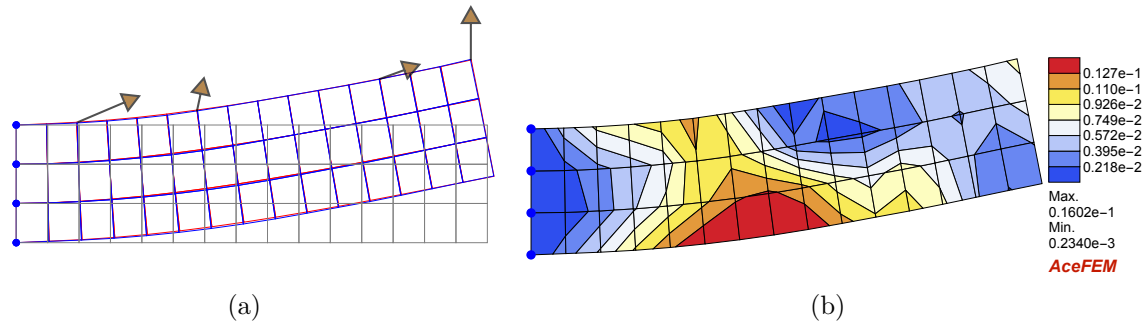 0.127e−1
0.110e−1
0.926e−2
0.749e−2
0.572e−2
0.395e−2
0.218e−2
Max.
0.1602e−1
Min.
0.2340e−3
AceFEM
(a)
(b)